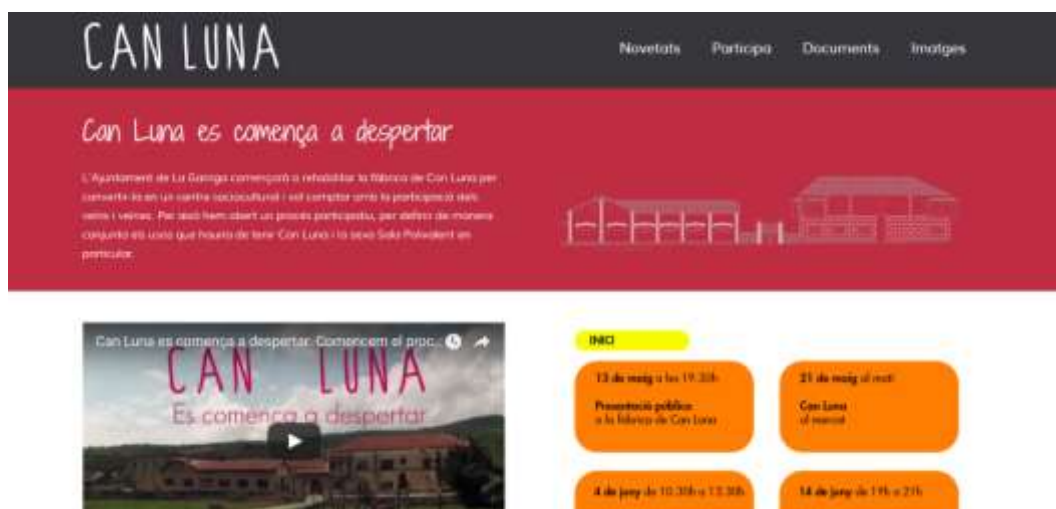 CAN LUNA
Novetats Participa Documents Imatges
Can Luna es comença a despertar
L'Ajuntament de La Garriga començarà a rehabilitar la fàbrica de Can Luna per
convertir-la en un centre sociocultural i vol comptar amb la participació dels
veïns i veïnes. Per això hem obert un procés participatiu, per definir de manera
conjunta els usos que haurà de tenir Can Luna i la seva Sala Polivalent en
particular.
Can Luna es comença a despertar. Comencem el proc...
CAN LUNA
Es comença a despertar
INICI
13 de maig a les 19.30h
Presentació pública
a la fàbrica de Can Luna
21 de maig al matí
Can Luna
al mercat
4 de juny de 10.30h a 13.30h
14 de juny de 19h a 21h